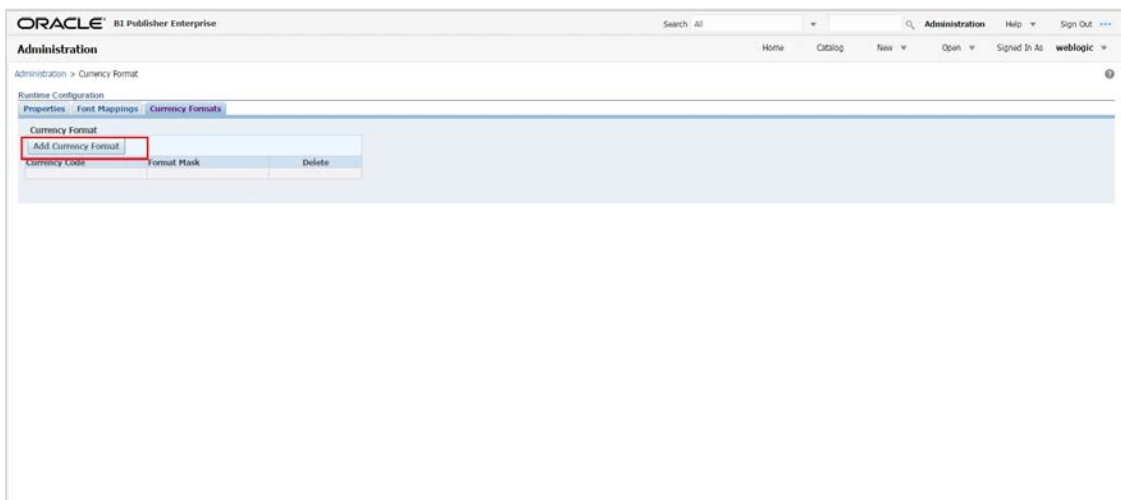 ORACLE BI Publisher Enterprise Search All Administration Help Sign Out
Administration Home Catalog New Open Signed In As weblogic
Administration > Currency Format
Runtime Configuration
Properties Font Mappings Currency Formats
Currency Format
Add Currency Format
Currency Code Format Mask Delete